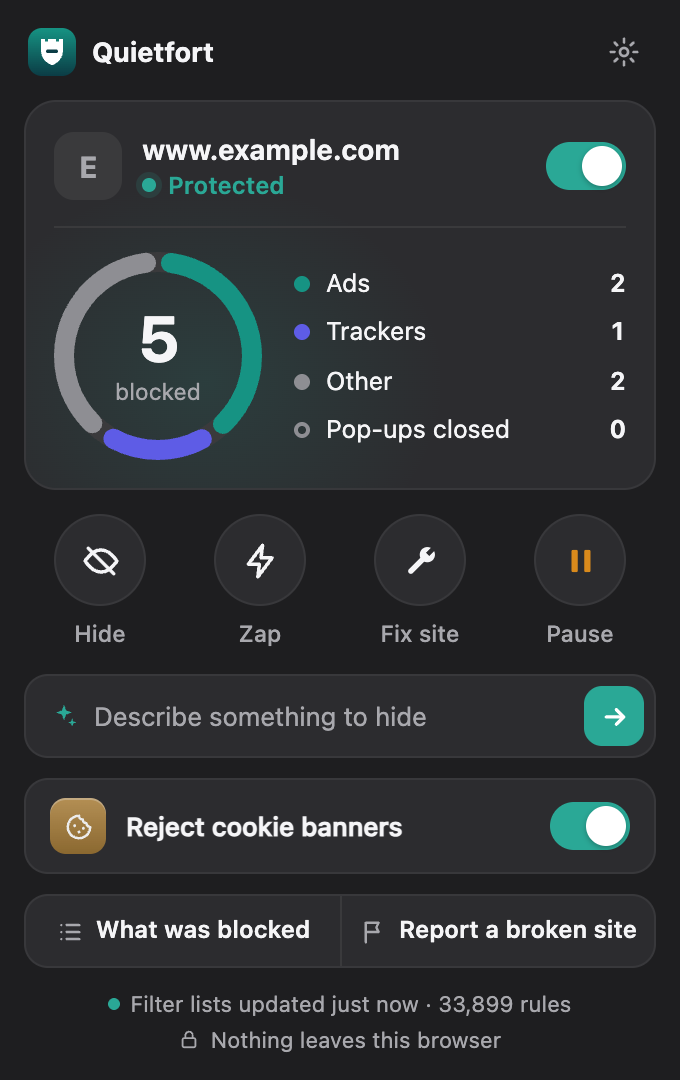 Quietfort
E
www.example.com
Protected
5
blocked
Ads 2
Trackers 1
Other 2
Pop-ups closed 0
Hide
Zap
Fix site
Pause
Describe something to hide
Reject cookie banners
What was blocked
Report a broken site
Filter lists updated just now · 33,899 rules
Nothing leaves this browser